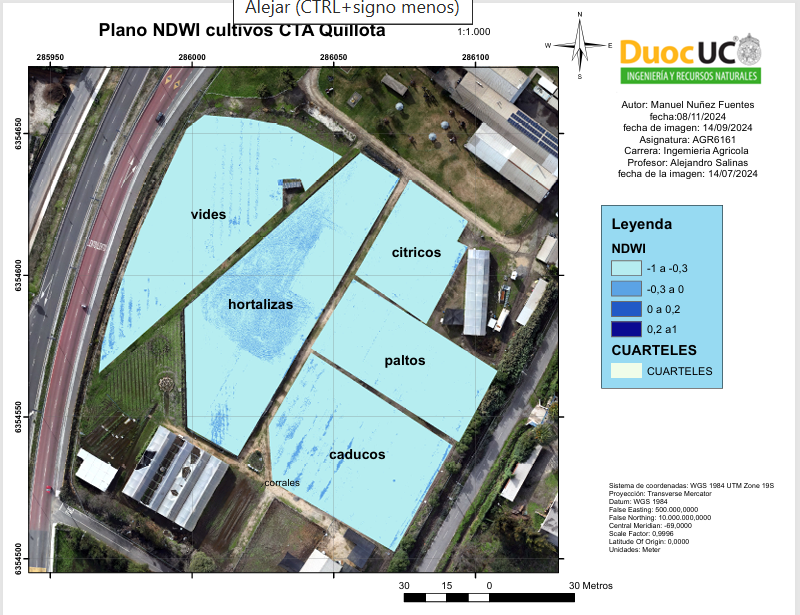 Alejar (CTRL+signo menos)
Plano NDWI cultivos CTA Quillota
1:1.000
N
W
E
S
DuocUC
INGENIERÍA Y RECURSOS NATURALES
Autor: Manuel Nuñez Fuentes
fecha:08/11/2024
fecha de imagen: 14/09/2024
Asignatura: AGR6161
Carrera: Ingemieria Agricola
Profesor: Alejandro Salinas
fecha de la imagen: 14/07/2024
285950
286000
286050
286100
6354650
6354600
6354550
6354500
vides
citricos
hortalizas
paltos
caducos
corrales
Leyenda
NDWI
-1 a -0,3
-0,3 a 0
0 a 0,2
0,2 a1
CUARTELES
CUARTELES
Sistema de coordenadas: WGS 1984 UTM Zone 19S
Proyección: Transverse Mercator
Datum: WGS 1984
False Easting: 500.000,0000
False Northing: 10.000.000,0000
Central Meridian: -69,0000
Scale Factor: 0,9996
Latitude Of Origin: 0,0000
Unidades: Meter
30 15 0 30 Metros